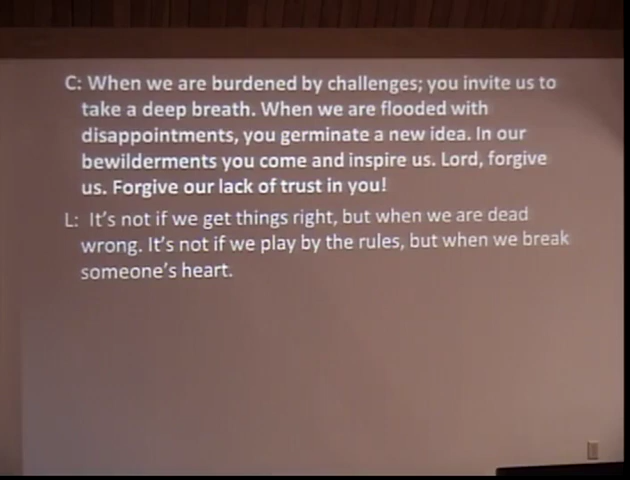 C: When we are burdened by challenges; you invite us to
take a deep breath. When we are flooded with
disappointments, you germinate a new idea. In our
bewilderments you come and inspire us. Lord, forgive
us. Forgive our lack of trust in you!
L: It's not if we get things right, but when we are dead
wrong. It's not if we play by the rules, but when we break
someone's heart.